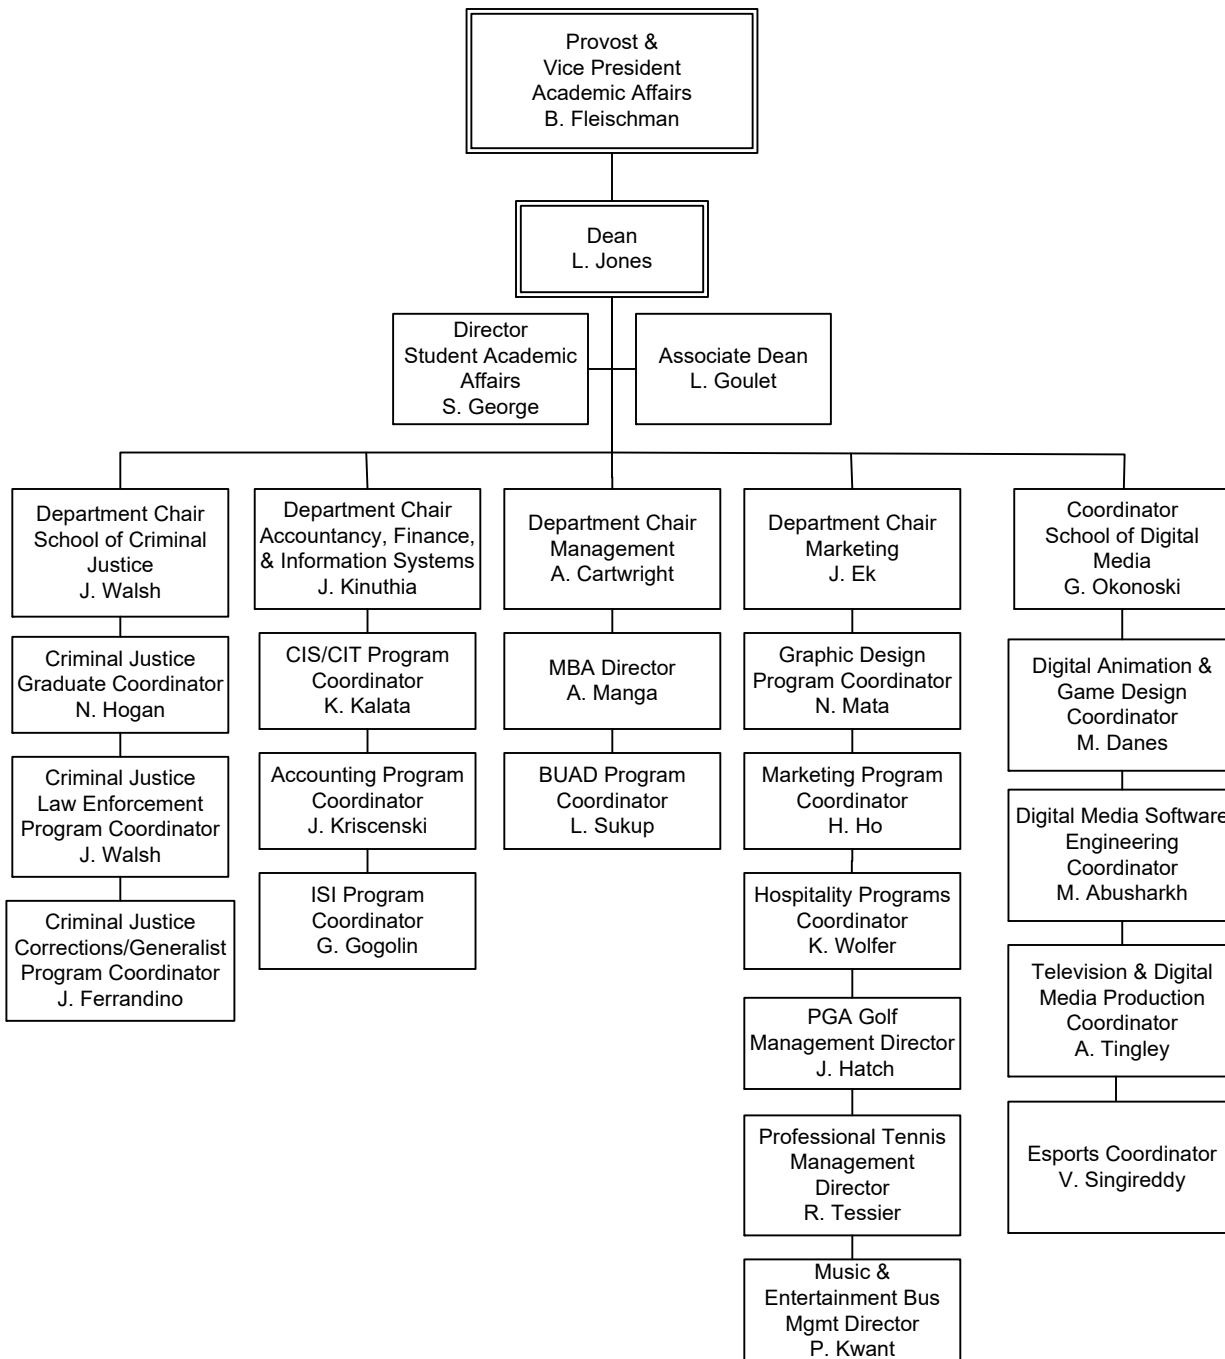 Provost &
Vice President
Academic Affairs
B. Fleischman
Dean
L. Jones
Director
Student Academic
Affairs
S. George
Associate Dean
L. Goulet
Department Chair
School of Criminal
Justice
J. Walsh
Criminal Justice
Graduate Coordinator
N. Hogan
Criminal Justice
Law Enforcement
Program Coordinator
J. Walsh
Criminal Justice
Corrections/Generalist
Program Coordinator
J. Ferrandino
Department Chair
Accountancy, Finance,
& Information Systems
J. Kinuthia
CIS/CIT Program
Coordinator
K. Kalata
Accounting Program
Coordinator
J. Kriscenski
ISI Program
Coordinator
G. Gogolin
Department Chair
Management
A. Cartwright
MBA Director
A. Manga
BUAD Program
Coordinator
L. Sukup
Department Chair
Marketing
J. Ek
Graphic Design
Program Coordinator
N. Mata
Marketing Program
Coordinator
H. Ho
Hospitality Programs
Coordinator
K. Wolfer
PGA Golf
Management Director
J. Hatch
Professional Tennis
Management
Director
R. Tessier
Music &
Entertainment Bus
Mgmt Director
P. Kwant
Coordinator
School of Digital
Media
G. Okonoski
Digital Animation &
Game Design
Coordinator
M. Danes
Digital Media Software
Engineering
Coordinator
M. Abusharkh
Television & Digital
Media Production
Coordinator
A. Tingley
Esports Coordinator
V. Singireddy